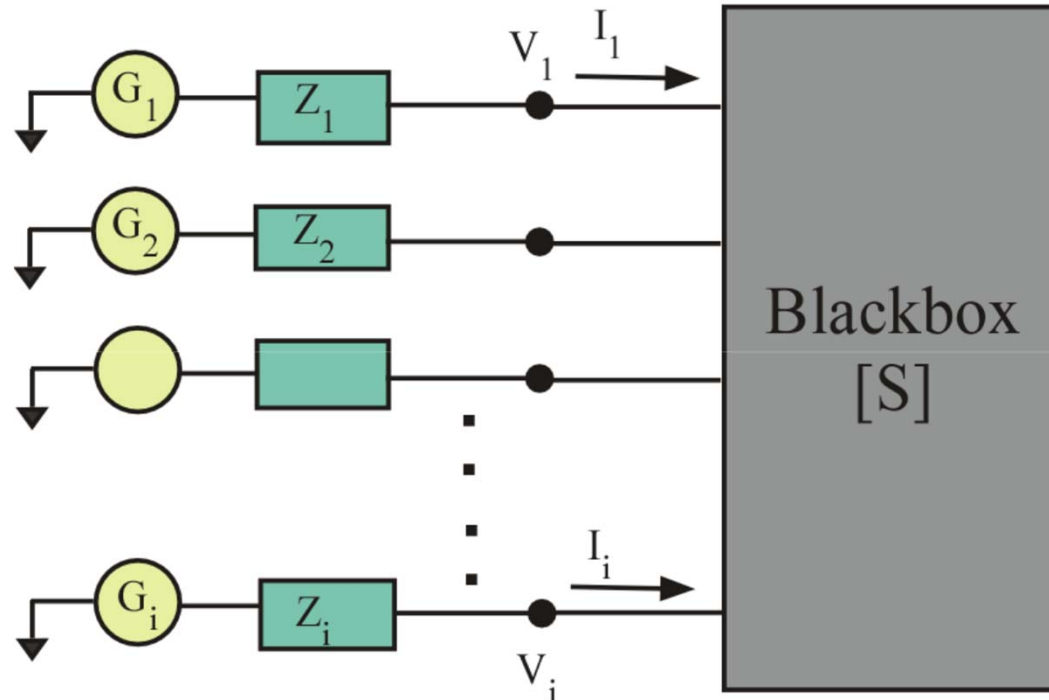 G₁ Z₁ V₁ I₁
G₂ Z₂
Blackbox
[S]
Gᵢ Zᵢ Iᵢ
Vᵢ